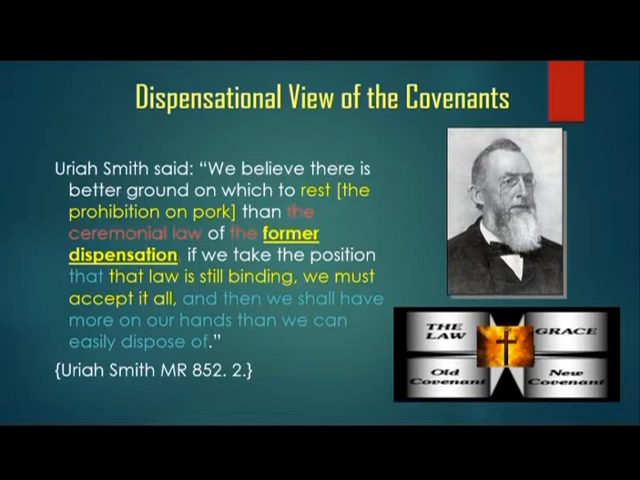 Dispensational View of the Covenants
Uriah Smith said: “We believe there is
better ground on which to rest [the
prohibition on pork] than the
ceremonial law of the former
dispensation, if we take the position
that that law is still binding, we must
accept it all, and then we shall have
more on our hands than we can
easily dispose of.”
{Uriah Smith MR 852. 2.}
THE
LAW
GRACE
Old
Covenant
New
Covenant